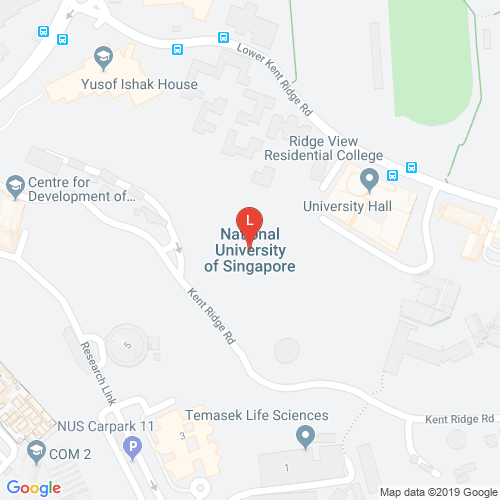 Lower Kent Ridge Rd
Yusof Ishak House
Ridge View
Residential College
Centre for
Development of...
University Hall
L
National
University
of Singapore
Kent Ridge Rd
5
Research Link
Temasek Life Sciences
Kent Ridge Rd
NUS Carpark 11
3
P
COM 2
1
Google
Map data ©2019 Google